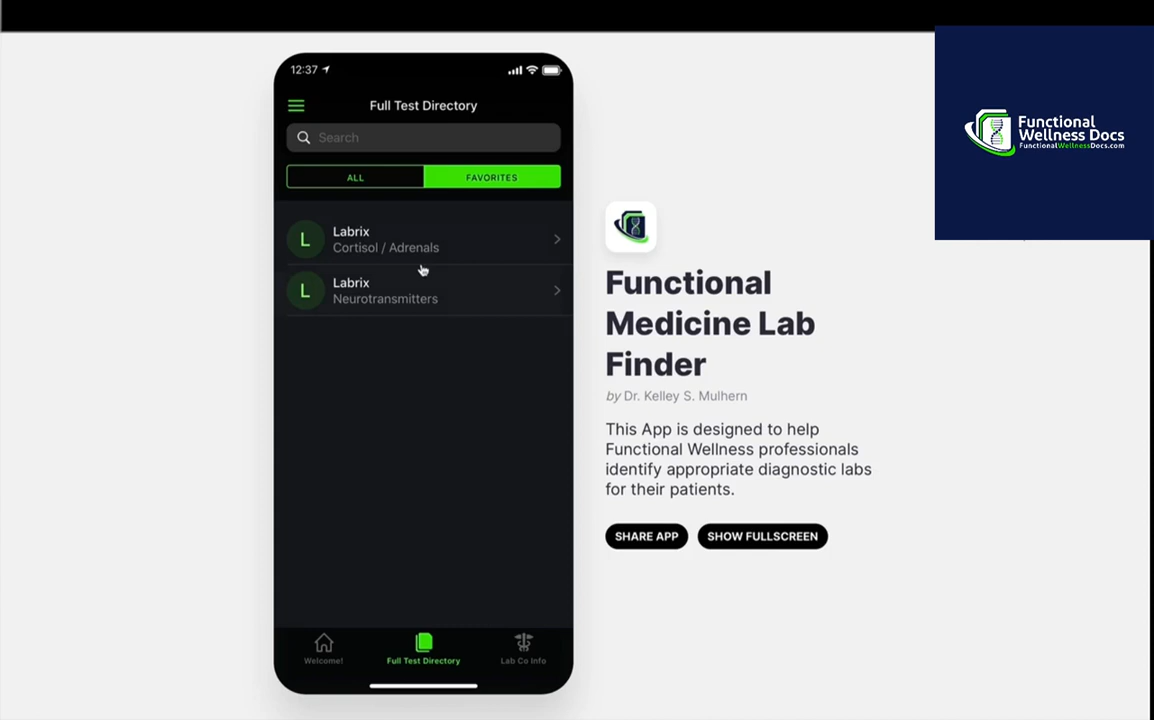 12:37
Full Test Directory
Search
ALL
FAVORITES
L
Labrix
Cortisol / Adrenals
L
Labrix
Neurotransmitters
Welcome!
Full Test Directory
Lab Co Info
Functional
Medicine Lab
Finder
by Dr. Kelley S. Mulhern
This App is designed to help
Functional Wellness professionals
identify appropriate diagnostic labs
for their patients.
SHARE APP
SHOW FULLSCREEN
Functional
Wellness Docs
FunctionalWellnessDocs.com